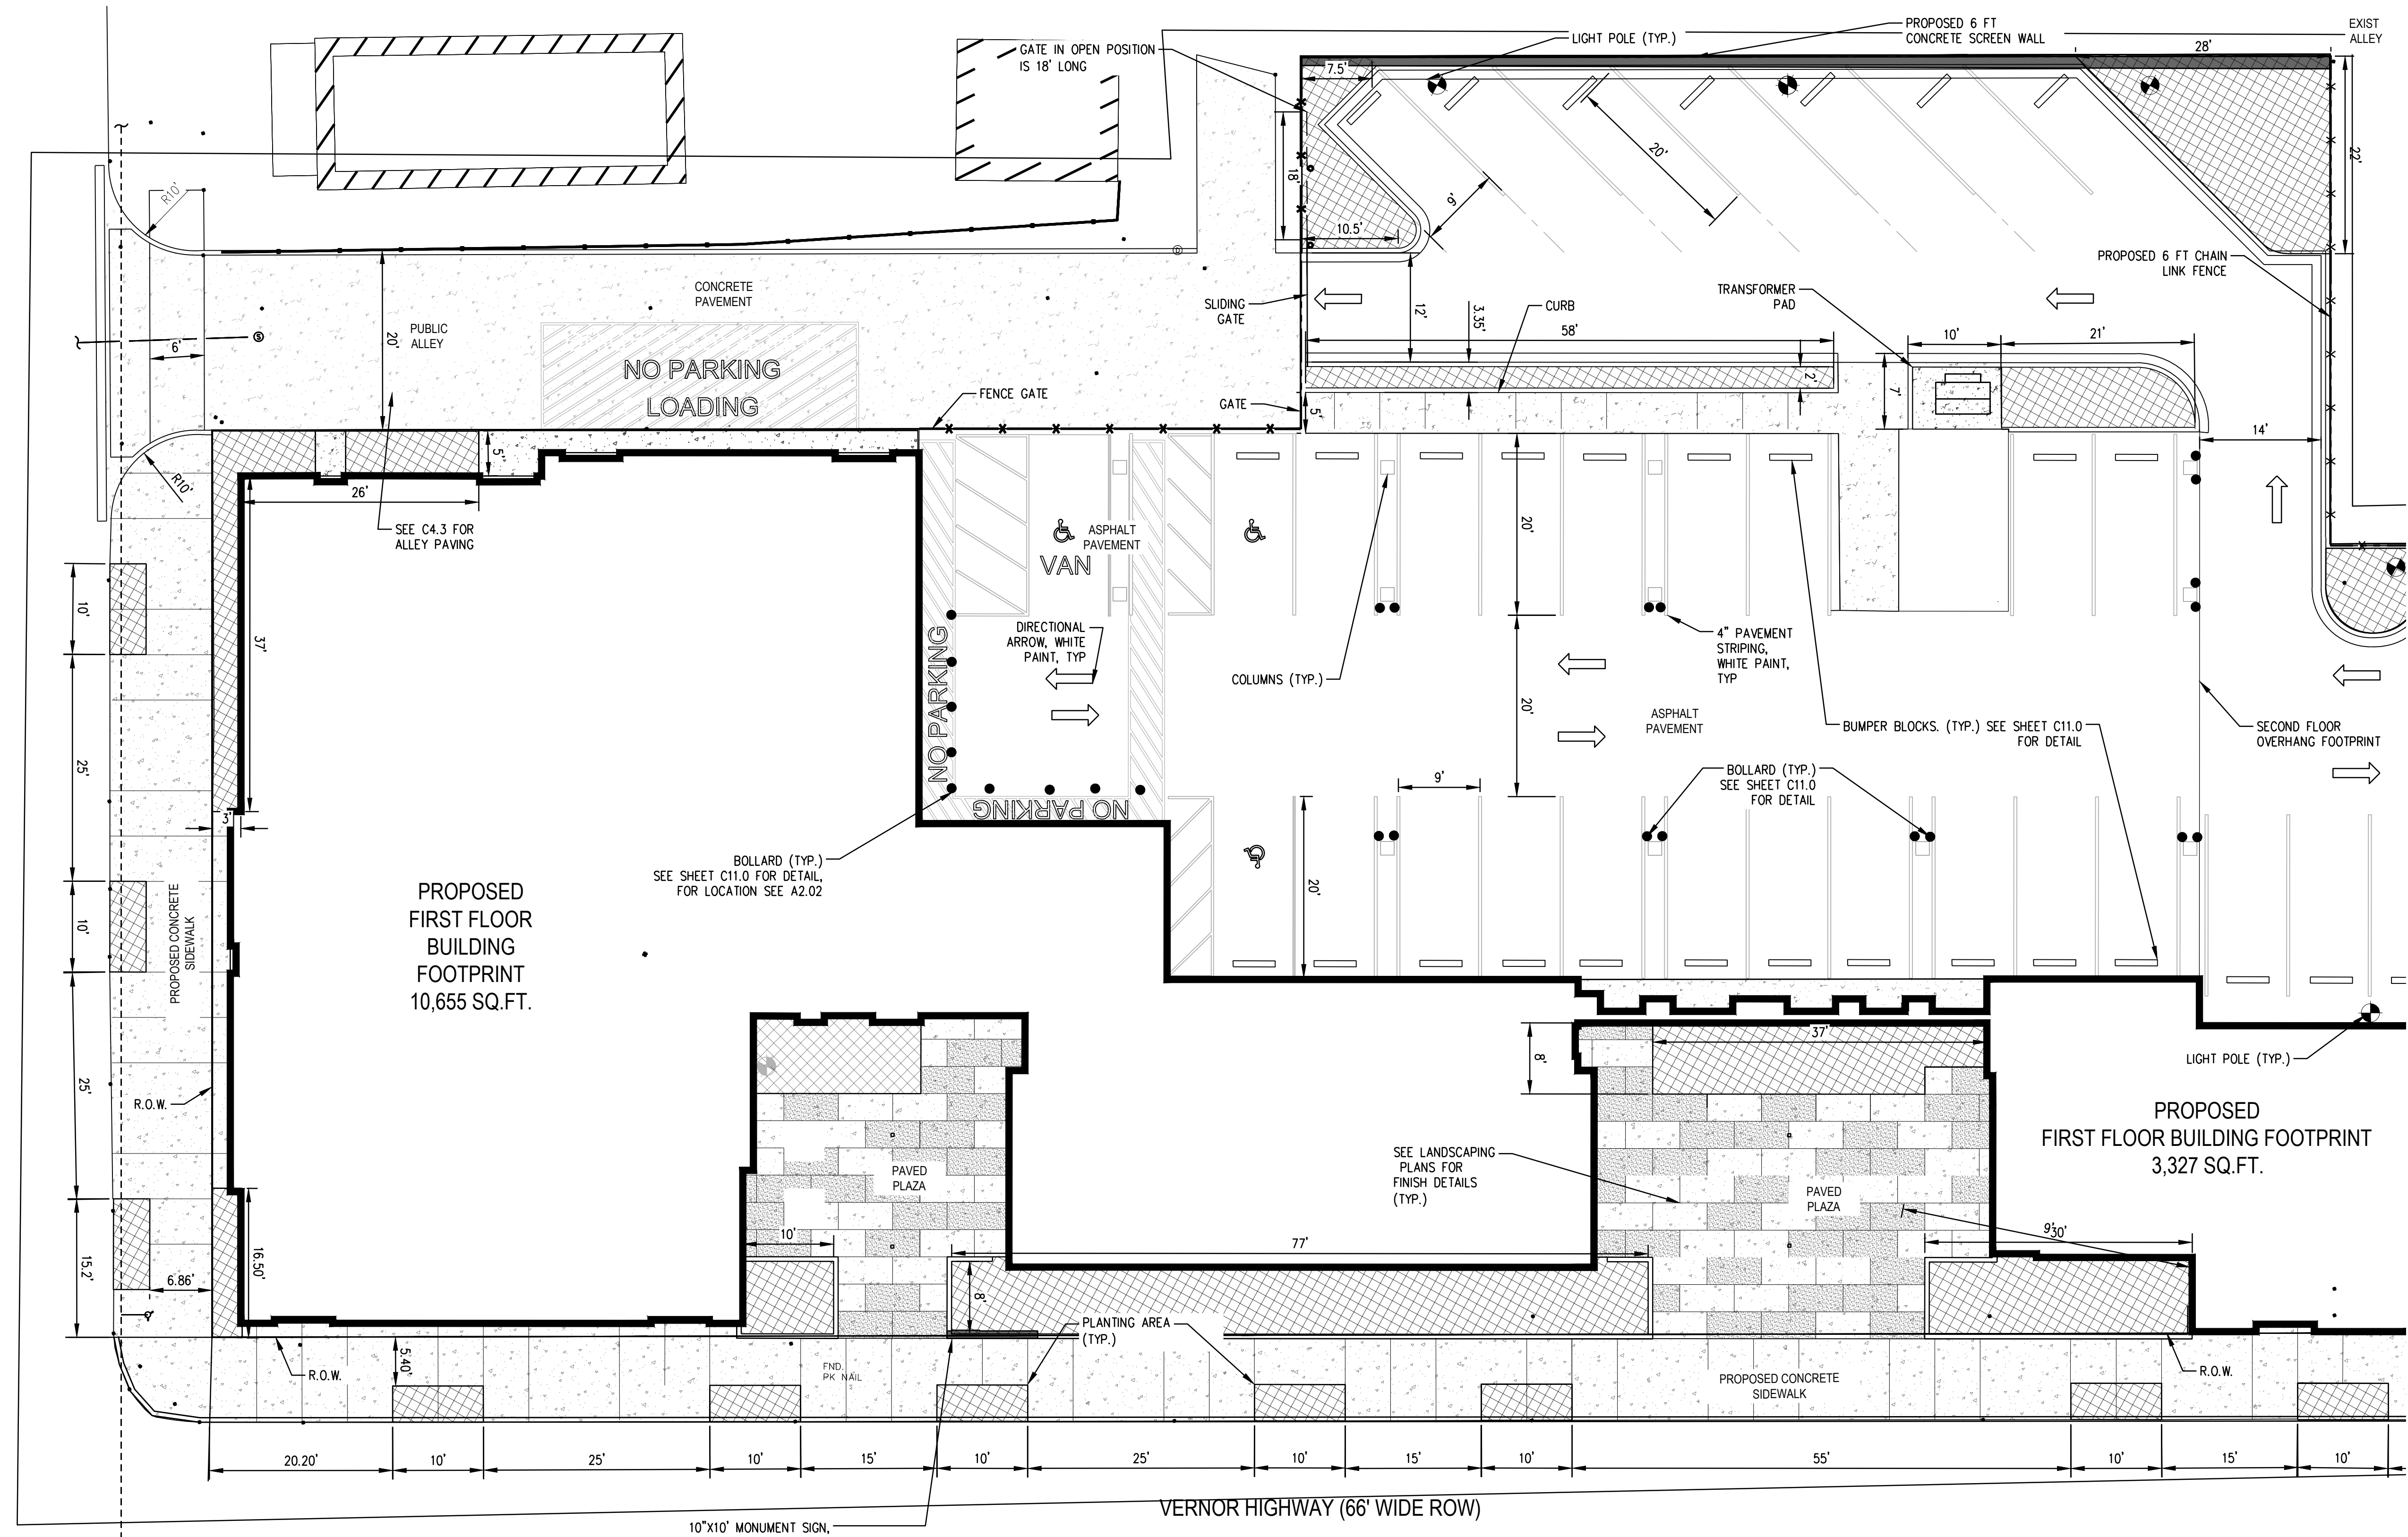 EXIST
ALLEY
PROPOSED 6 FT
CONCRETE SCREEN WALL
LIGHT POLE (TYP.)
GATE IN OPEN POSITION
IS 18' LONG
28'
7.5'
22'
20'
18'
9'
10.5'
R10'
PROPOSED 6 FT CHAIN
LINK FENCE
CONCRETE
PAVEMENT
TRANSFORMER
PAD
SLIDING
GATE
CURB
12'
3.35'
58'
10'
21'
PUBLIC
ALLEY
20'
6'
S
D
NO PARKING
LOADING
FENCE GATE
GATE
5'
2'
7'
14'
5'
R10'
26'
SEE C4.3 FOR
ALLEY PAVING
ASPHALT
PAVEMENT
VAN
20'
10'
37'
NO PARKING
DIRECTIONAL
ARROW, WHITE
PAINT, TYP
COLUMNS (TYP.)
4" PAVEMENT
STRIPING,
WHITE PAINT,
TYP
20'
ASPHALT
PAVEMENT
BUMPER BLOCKS. (TYP.) SEE SHEET C11.0
FOR DETAIL
SECOND FLOOR
OVERHANG FOOTPRINT
25'
BOLLARD (TYP.)
SEE SHEET C11.0
FOR DETAIL
9'
NO PARKING
3'
BOLLARD (TYP.)
SEE SHEET C11.0 FOR DETAIL,
FOR LOCATION SEE A2.02
20'
PROPOSED
FIRST FLOOR
BUILDING
FOOTPRINT
10,655 SQ.FT.
10'
PROPOSED CONCRETE
SIDEWALK
25'
R.O.W.
8'
37'
LIGHT POLE (TYP.)
PROPOSED
FIRST FLOOR BUILDING FOOTPRINT
3,327 SQ.FT.
SEE LANDSCAPING
PLANS FOR
FINISH DETAILS
(TYP.)
PAVED
PLAZA
PAVED
PLAZA
15.2'
6.86'
16.50'
10'
77'
9'
30'
8'
PLANTING AREA
(TYP.)
5.40'
R.O.W.
FND.
PK NAIL
PROPOSED CONCRETE
SIDEWALK
R.O.W.
20.20'
10'
25'
10'
15'
10'
25'
10'
15'
10'
55'
10'
15'
10'
VERNOR HIGHWAY (66' WIDE ROW)
10"X10' MONUMENT SIGN,